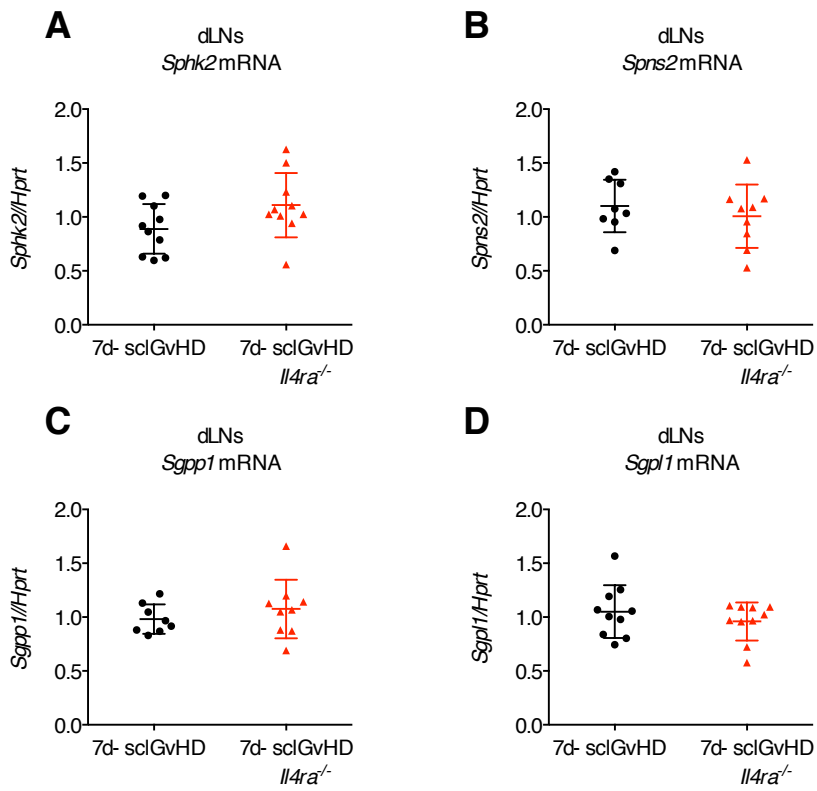 A
dLNs
Sphk2 mRNA
2.0
1.5
1.0
0.5
0.0
Sphk2//Hprt
7d- sclGvHD
7d- sclGvHD
Il4ra-/-
B
dLNs
Spns2 mRNA
2.0
1.5
1.0
0.5
0.0
Spns2//Hprt
7d- sclGvHD
7d- sclGvHD
Il4ra-/-
C
dLNs
Sgpp1 mRNA
2.0
1.5
1.0
0.5
0.0
Sgpp1//Hprt
7d- sclGvHD
7d- sclGvHD
Il4ra-/-
D
dLNs
Sgpl1 mRNA
2.0
1.5
1.0
0.5
0.0
Sgpl1/Hprt
7d- sclGvHD
7d- sclGvHD
Il4ra-/-